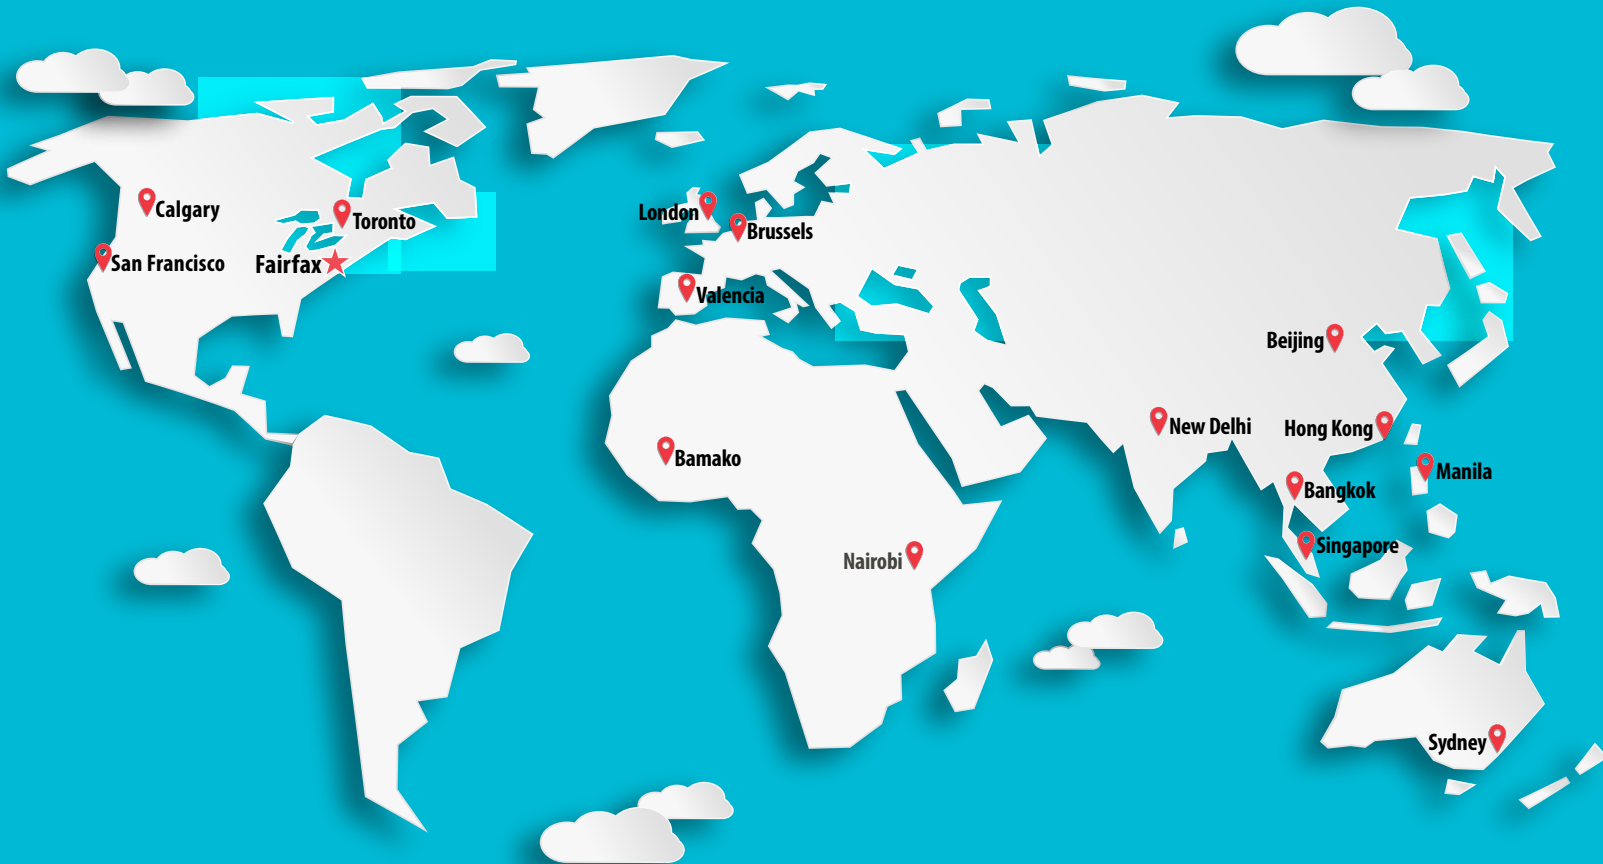 Calgary
Toronto
London
Brussels
San Francisco
Fairfax
Valencia
Beijing
New Delhi
Hong Kong
Bamako
Manila
Bangkok
Singapore
Nairobi
Sydney